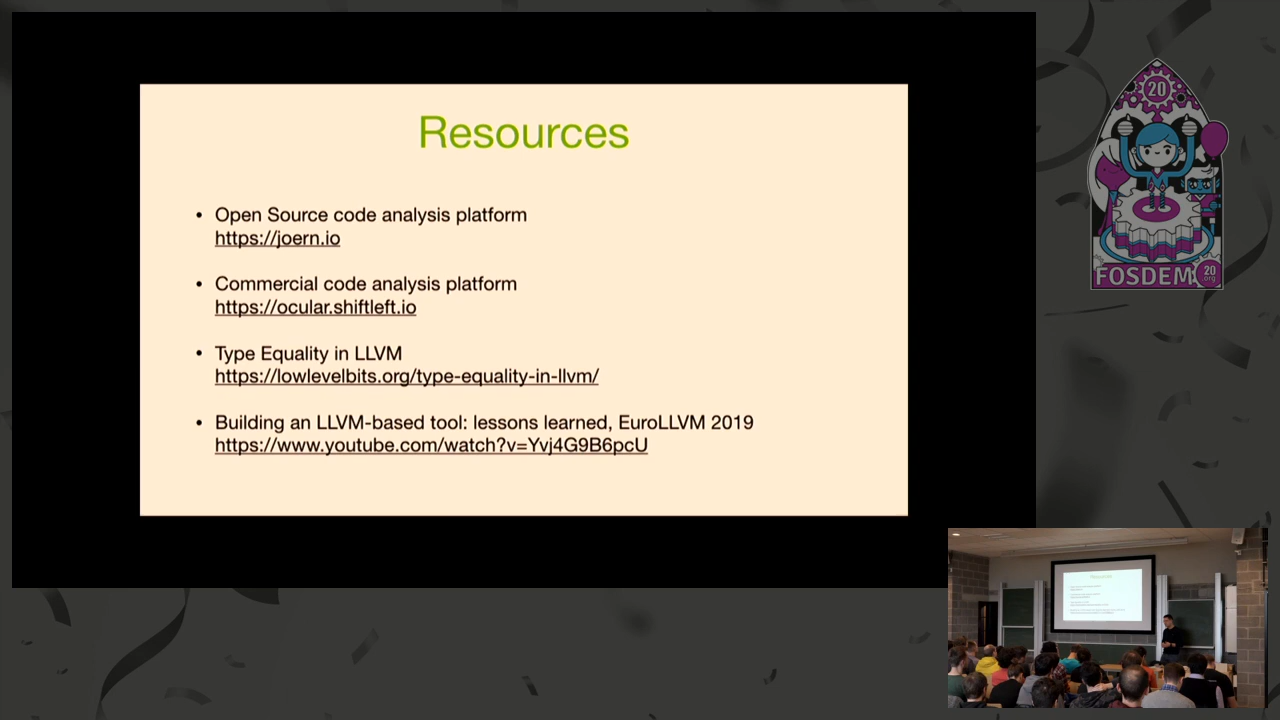 Resources
• Open Source code analysis platform
https://joern.io
• Commercial code analysis platform
https://ocular.shiftleft.io
• Type Equality in LLVM
https://lowlevelbits.org/type-equality-in-llvm/
• Building an LLVM-based tool: lessons learned, EuroLLVM 2019
https://www.youtube.com/watch?v=Yvj4G9B6pcU
20
FOSDEM
20
.org
Resources